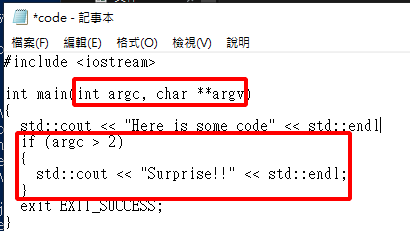 *code - 記事本
檔案(F) 編輯(E) 格式(O) 檢視(V) 說明
#include <iostream>
int main(int argc, char **argv)
{
std::cout << "Here is some code" << std::endl
if (argc > 2)
{
std::cout << "Surprise!!" << std::endl;
}
exit EXIT_SUCCESS;
}